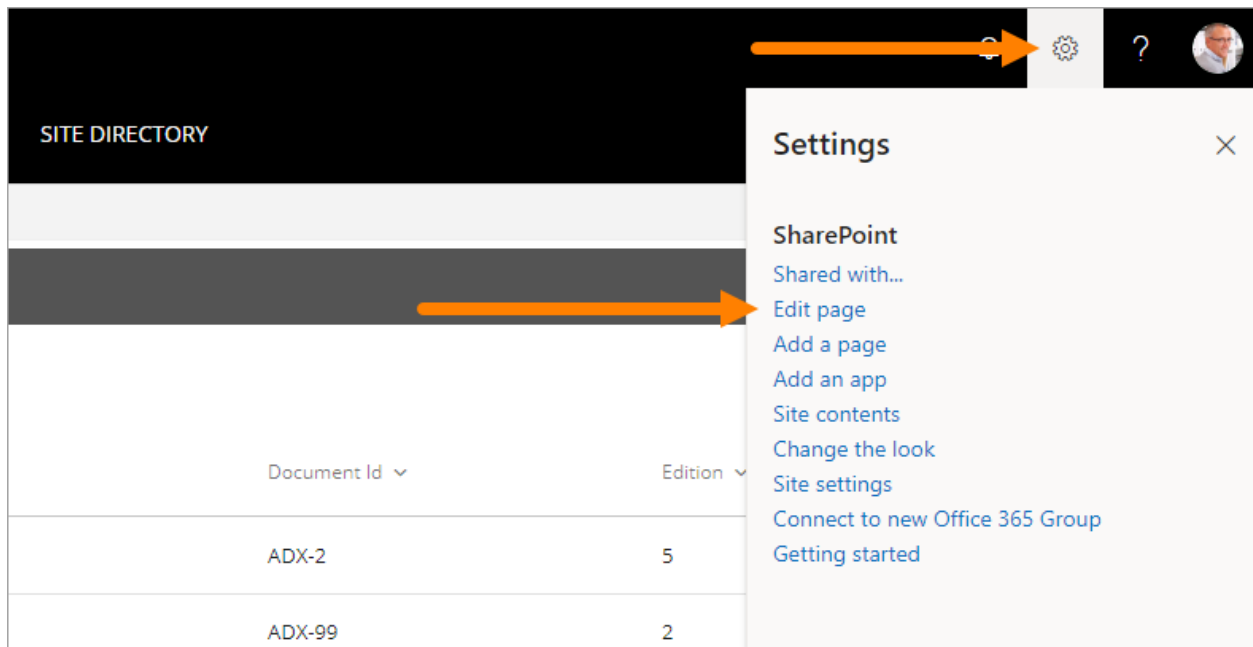 ?
SITE DIRECTORY
Settings
SharePoint
Shared with...
Edit page
Add a page
Add an app
Site contents
Change the look
Site settings
Connect to new Office 365 Group
Getting started
Document Id Edition
ADX-2 5
ADX-99 2